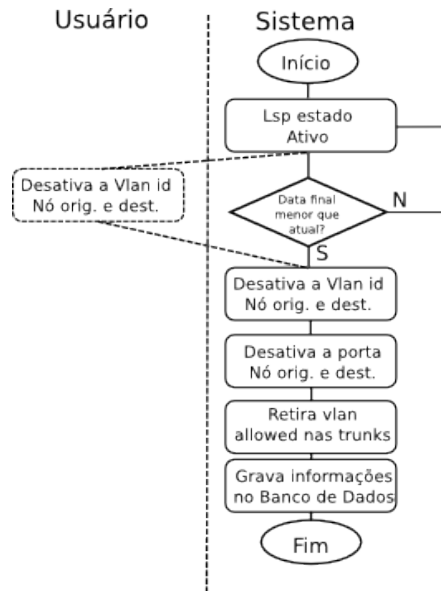 Usuário
Sistema
Início
Lsp estado
Ativo
Desativa a Vlan id
Nó orig. e dest.
Data final
menor que
atual?
N
S
Desativa a Vlan id
Nó orig. e dest.
Desativa a porta
Nó orig. e dest.
Retira vlan
allowed nas trunks
Grava informações
no Banco de Dados
Fim